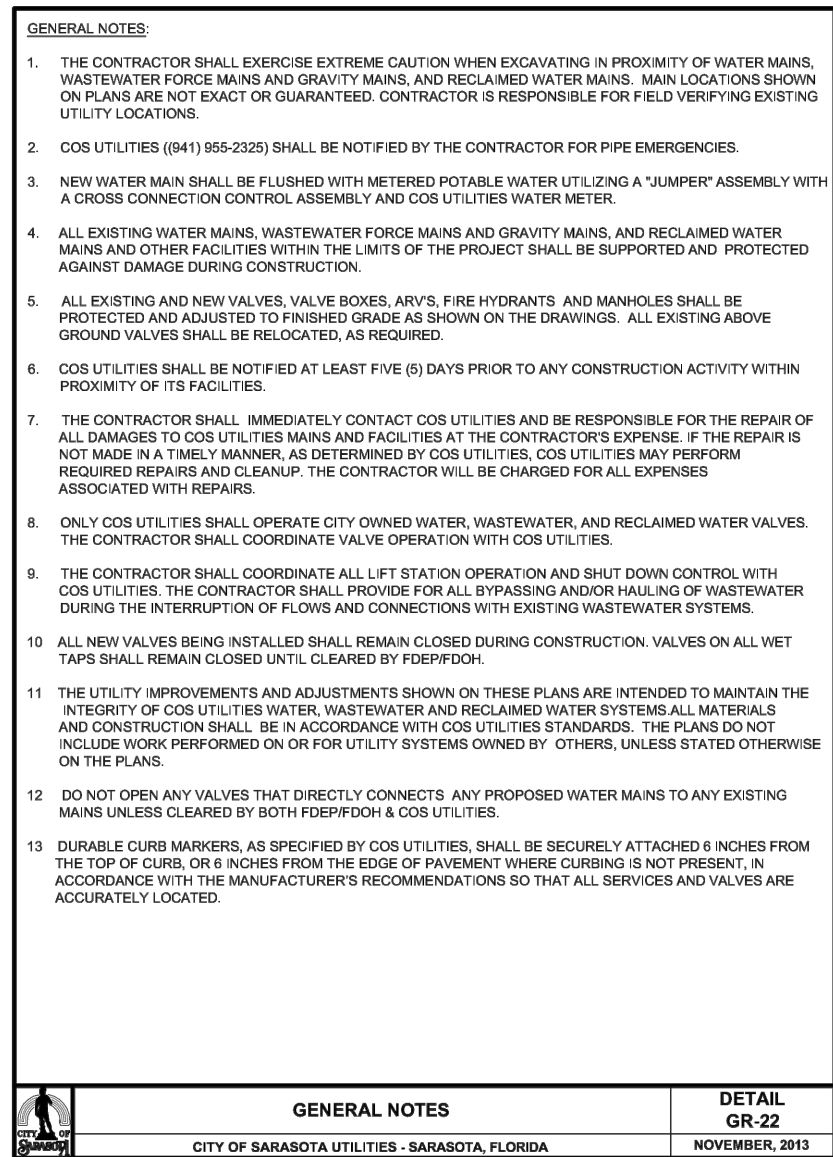 GENERAL NOTES:
1. THE CONTRACTOR SHALL EXERCISE EXTREME CAUTION WHEN EXCAVATING IN PROXIMITY OF WATER MAINS,
WASTEWATER FORCE MAINS AND GRAVITY MAINS, AND RECLAIMED WATER MAINS. MAIN LOCATIONS SHOWN
ON PLANS ARE NOT EXACT OR GUARANTEED. CONTRACTOR IS RESPONSIBLE FOR FIELD VERIFYING EXISTING
UTILITY LOCATIONS.
2. COS UTILITIES ((941) 955-2325) SHALL BE NOTIFIED BY THE CONTRACTOR FOR PIPE EMERGENCIES.
3. NEW WATER MAIN SHALL BE FLUSHED WITH METERED POTABLE WATER UTILIZING A "JUMPER" ASSEMBLY WITH
A CROSS CONNECTION CONTROL ASSEMBLY AND COS UTILITIES WATER METER.
4. ALL EXISTING WATER MAINS, WASTEWATER FORCE MAINS AND GRAVITY MAINS, AND RECLAIMED WATER
MAINS AND OTHER FACILITIES WITHIN THE LIMITS OF THE PROJECT SHALL BE SUPPORTED AND PROTECTED
AGAINST DAMAGE DURING CONSTRUCTION.
5. ALL EXISTING AND NEW VALVES, VALVE BOXES, ARV'S, FIRE HYDRANTS AND MANHOLES SHALL BE
PROTECTED AND ADJUSTED TO FINISHED GRADE AS SHOWN ON THE DRAWINGS. ALL EXISTING ABOVE
GROUND VALVES SHALL BE RELOCATED, AS REQUIRED.
6. COS UTILITIES SHALL BE NOTIFIED AT LEAST FIVE (5) DAYS PRIOR TO ANY CONSTRUCTION ACTIVITY WITHIN
PROXIMITY OF ITS FACILITIES.
7. THE CONTRACTOR SHALL IMMEDIATELY CONTACT COS UTILITIES AND BE RESPONSIBLE FOR THE REPAIR OF
ALL DAMAGES TO COS UTILITIES MAINS AND FACILITIES AT THE CONTRACTOR'S EXPENSE. IF THE REPAIR IS
NOT MADE IN A TIMELY MANNER, AS DETERMINED BY COS UTILITIES, COS UTILITIES MAY PERFORM
REQUIRED REPAIRS AND CLEANUP. THE CONTRACTOR WILL BE CHARGED FOR ALL EXPENSES
ASSOCIATED WITH REPAIRS.
8. ONLY COS UTILITIES SHALL OPERATE CITY OWNED WATER, WASTEWATER, AND RECLAIMED WATER VALVES.
THE CONTRACTOR SHALL COORDINATE VALVE OPERATION WITH COS UTILITIES.
9. THE CONTRACTOR SHALL COORDINATE ALL LIFT STATION OPERATION AND SHUT DOWN CONTROL WITH
COS UTILITIES. THE CONTRACTOR SHALL PROVIDE FOR ALL BYPASSING AND/OR HAULING OF WASTEWATER
DURING THE INTERRUPTION OF FLOWS AND CONNECTIONS WITH EXISTING WASTEWATER SYSTEMS.
10 ALL NEW VALVES BEING INSTALLED SHALL REMAIN CLOSED DURING CONSTRUCTION. VALVES ON ALL WET
TAPS SHALL REMAIN CLOSED UNTIL CLEARED BY FDEP/FDOH.
11 THE UTILITY IMPROVEMENTS AND ADJUSTMENTS SHOWN ON THESE PLANS ARE INTENDED TO MAINTAIN THE
INTEGRITY OF COS UTILITIES WATER, WASTEWATER AND RECLAIMED WATER SYSTEMS.ALL MATERIALS
AND CONSTRUCTION SHALL BE IN ACCORDANCE WITH COS UTILITIES STANDARDS. THE PLANS DO NOT
INCLUDE WORK PERFORMED ON OR FOR UTILITY SYSTEMS OWNED BY OTHERS, UNLESS STATED OTHERWISE
ON THE PLANS.
12 DO NOT OPEN ANY VALVES THAT DIRECTLY CONNECTS ANY PROPOSED WATER MAINS TO ANY EXISTING
MAINS UNLESS CLEARED BY BOTH FDEP/FDOH & COS UTILITIES.
13 DURABLE CURB MARKERS, AS SPECIFIED BY COS UTILITIES, SHALL BE SECURELY ATTACHED 6 INCHES FROM
THE TOP OF CURB, OR 6 INCHES FROM THE EDGE OF PAVEMENT WHERE CURBING IS NOT PRESENT, IN
ACCORDANCE WITH THE MANUFACTURER'S RECOMMENDATIONS SO THAT ALL SERVICES AND VALVES ARE
ACCURATELY LOCATED.
CITY OF
SARASOTA
GENERAL NOTES
CITY OF SARASOTA UTILITIES - SARASOTA, FLORIDA
DETAIL
GR-22
NOVEMBER, 2013